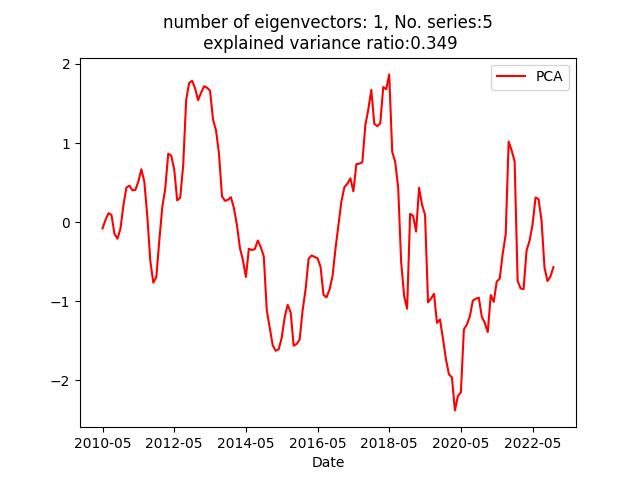 number of eigenvectors: 1, No. series:5
explained variance ratio:0.349
PCA
2
1
0
−1
−2
2010-05 2012-05 2014-05 2016-05 2018-05 2020-05 2022-05
Date